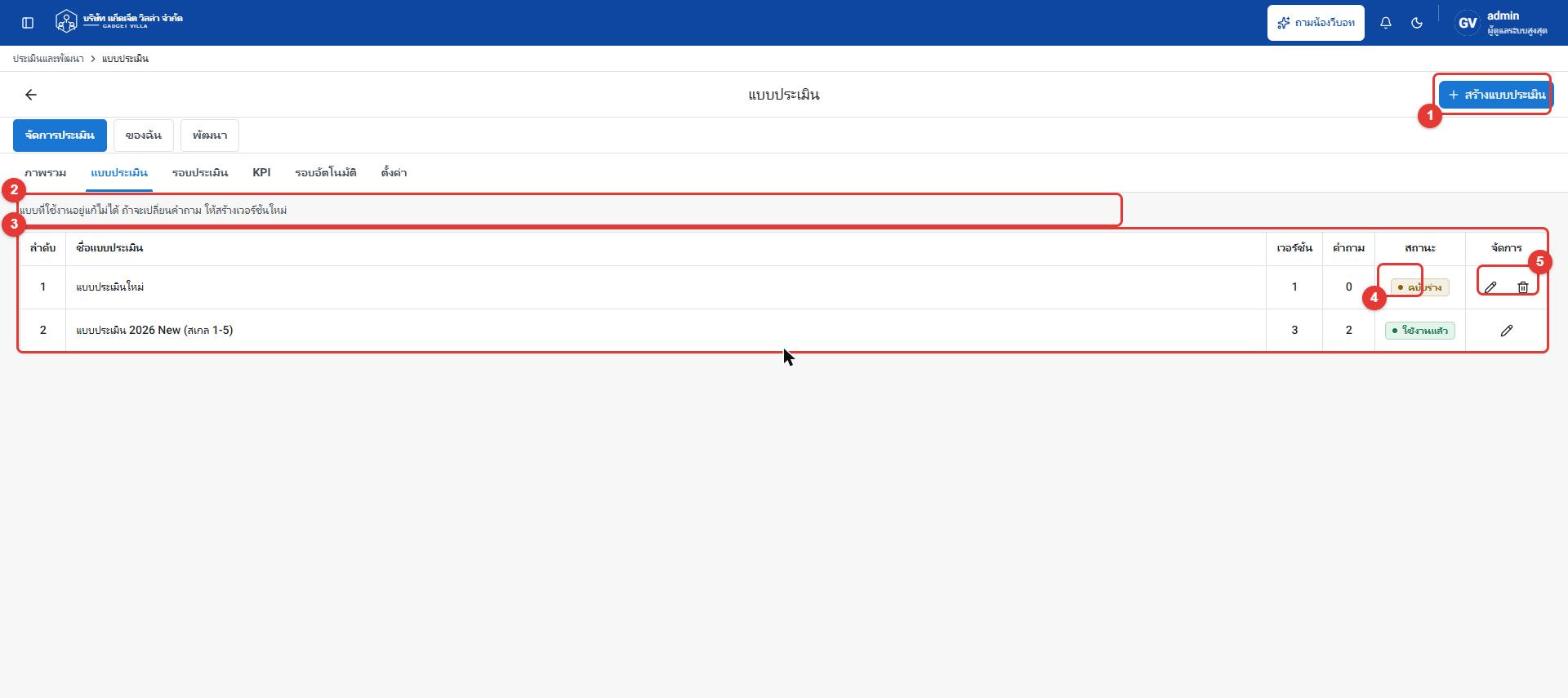 บริษัท แก็ดเจ็ต วิลล่า จำกัด
GADGET VILLA
ถามน้องวีบอท
GV
admin
ผู้ดูแลระบบสูงสุด
ประเมินและพัฒนา > แบบประเมิน
แบบประเมิน
+ สร้างแบบประเมิน
1
จัดการประเมิน ของฉัน พัฒนา
ภาพรวม แบบประเมิน รอบประเมิน KPI รอบอัตโนมัติ ตั้งค่า
2
แบบที่ใช้งานอยู่แก้ไม่ได้ ถ้าจะเปลี่ยนคำถาม ให้สร้างเวอร์ชันใหม่
3
ลำดับ ชื่อแบบประเมิน เวอร์ชัน คำถาม สถานะ จัดการ
5
1 แบบประเมินใหม่ 1 0 ฉบับร่าง
4
2 แบบประเมิน 2026 New (สเกล 1-5) 3 2 ใช้งานแล้ว